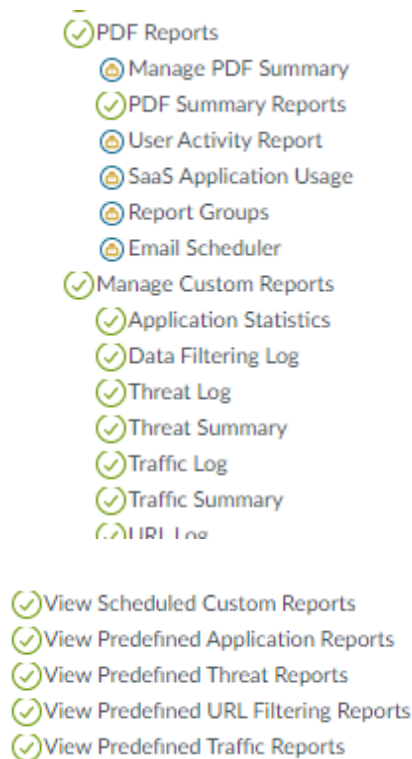 PDF Reports
Manage PDF Summary
PDF Summary Reports
User Activity Report
SaaS Application Usage
Report Groups
Email Scheduler
Manage Custom Reports
Application Statistics
Data Filtering Log
Threat Log
Threat Summary
Traffic Log
Traffic Summary
URL Log
View Scheduled Custom Reports
View Predefined Application Reports
View Predefined Threat Reports
View Predefined URL Filtering Reports
View Predefined Traffic Reports